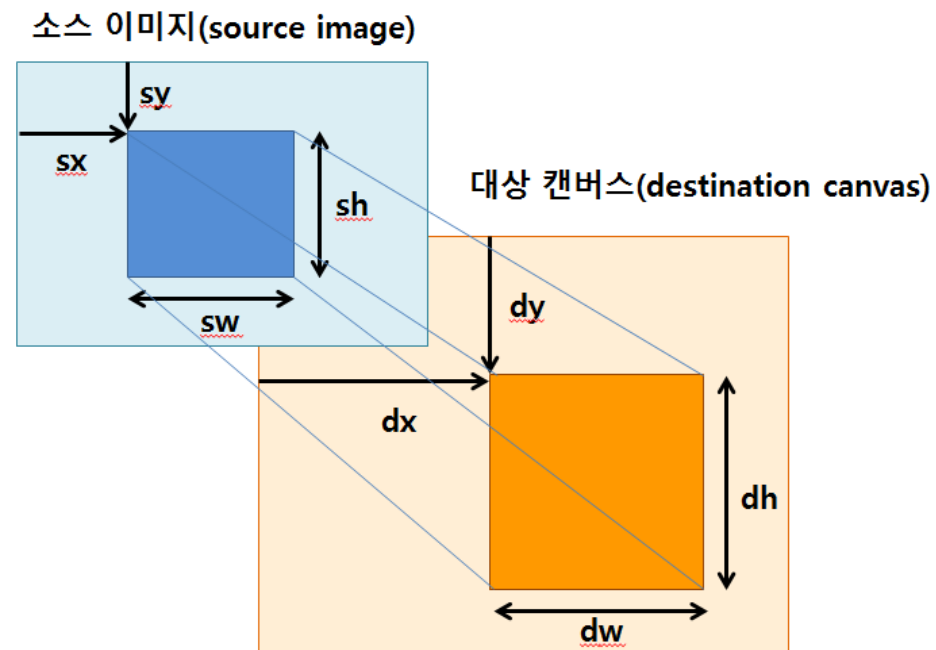 소스 이미지(source image)
sy
sx
sh
sw
대상 캔버스(destination canvas)
dy
dx
dh
dw